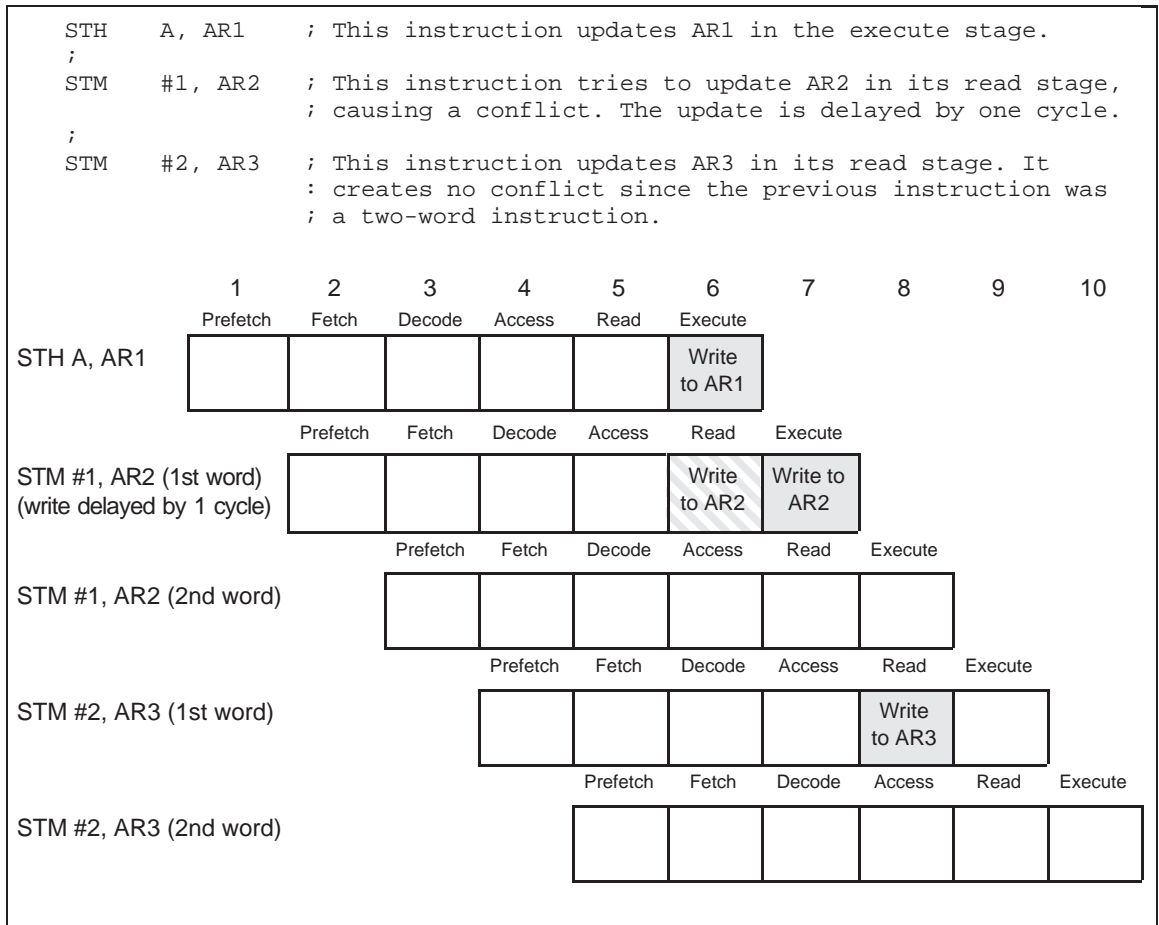 STH A, AR1 ; This instruction updates AR1 in the execute stage.
;
STM #1, AR2 ; This instruction tries to update AR2 in its read stage,
; causing a conflict. The update is delayed by one cycle.
;
STM #2, AR3 ; This instruction updates AR3 in its read stage. It
: creates no conflict since the previous instruction was
; a two-word instruction.
1 2 3 4 5 6 7 8 9 10
Prefetch Fetch Decode Access Read Execute
STH A, AR1
Write
to AR1
Prefetch Fetch Decode Access Read Execute
STM #1, AR2 (1st word)
(write delayed by 1 cycle)
Write
to AR2
Write to
AR2
Prefetch Fetch Decode Access Read Execute
STM #1, AR2 (2nd word)
Prefetch Fetch Decode Access Read Execute
STM #2, AR3 (1st word)
Write
to AR3
Prefetch Fetch Decode Access Read Execute
STM #2, AR3 (2nd word)